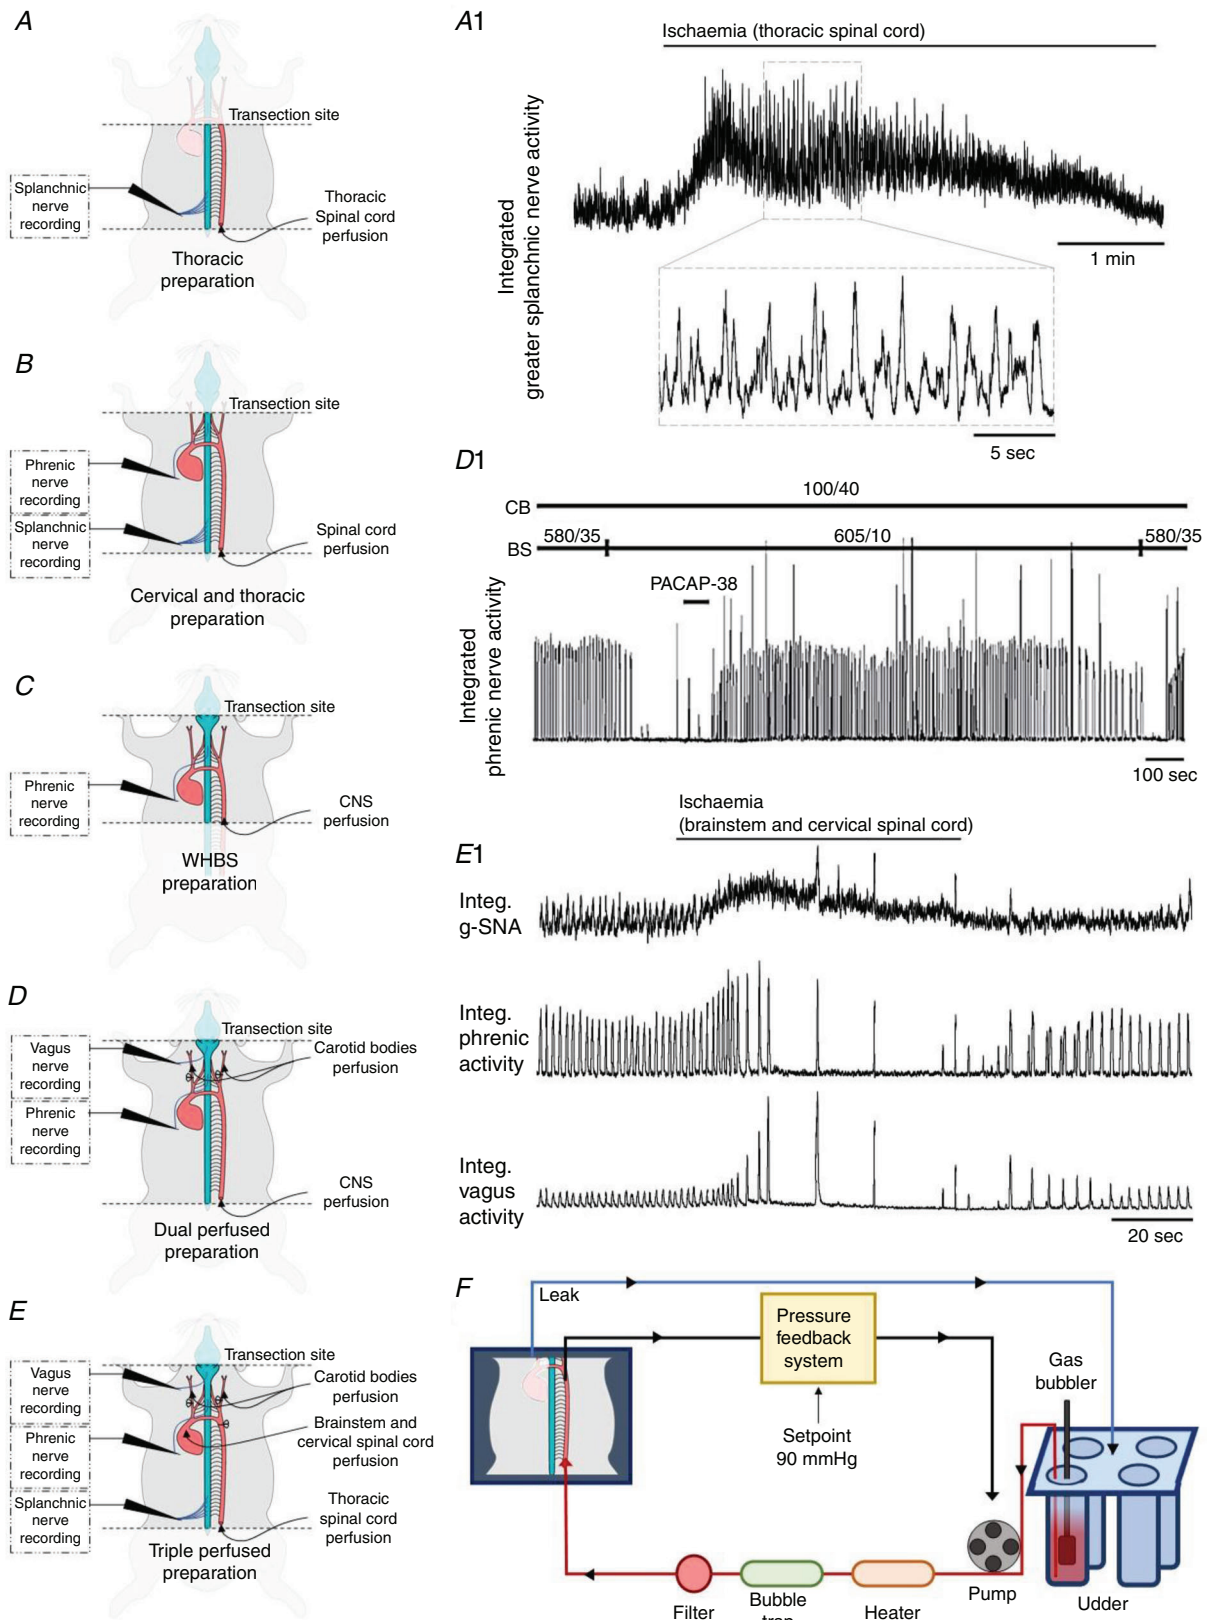 A
Transection site
Splanchnic
nerve
recording
Thoracic
Spinal cord
perfusion
Thoracic
preparation
B
Transection site
Phrenic
nerve
recording
Splanchnic
nerve
recording
Spinal cord
perfusion
Cervical and thoracic
preparation
C
Transection site
Phrenic
nerve
recording
CNS
perfusion
WHBS
preparation
D
Transection site
Vagus
nerve
recording
Carotid bodies
perfusion
Phrenic
nerve
recording
CNS
perfusion
Dual perfused
preparation
E
Transection site
Vagus
nerve
recording
Carotid bodies
perfusion
Phrenic
nerve
recording
Brainstem and
cervical spinal cord
perfusion
Splanchnic
nerve
recording
Thoracic
spinal cord
perfusion
Triple perfused
preparation
A1
Ischaemia (thoracic spinal cord)
Integrated
greater splanchnic nerve activity
1 min
5 sec
D1
100/40
CB
580/35 605/10 580/35
BS
PACAP-38
Integrated
phrenic nerve activity
100 sec
Ischaemia
(brainstem and cervical spinal cord)
E1
Integ.
g-SNA
Integ.
phrenic
activity
Integ.
vagus
activity
20 sec
F
Leak
Pressure
feedback
system
Gas
bubbler
Setpoint
90 mmHg
Pump
Udder
Filter
Bubble
Heater